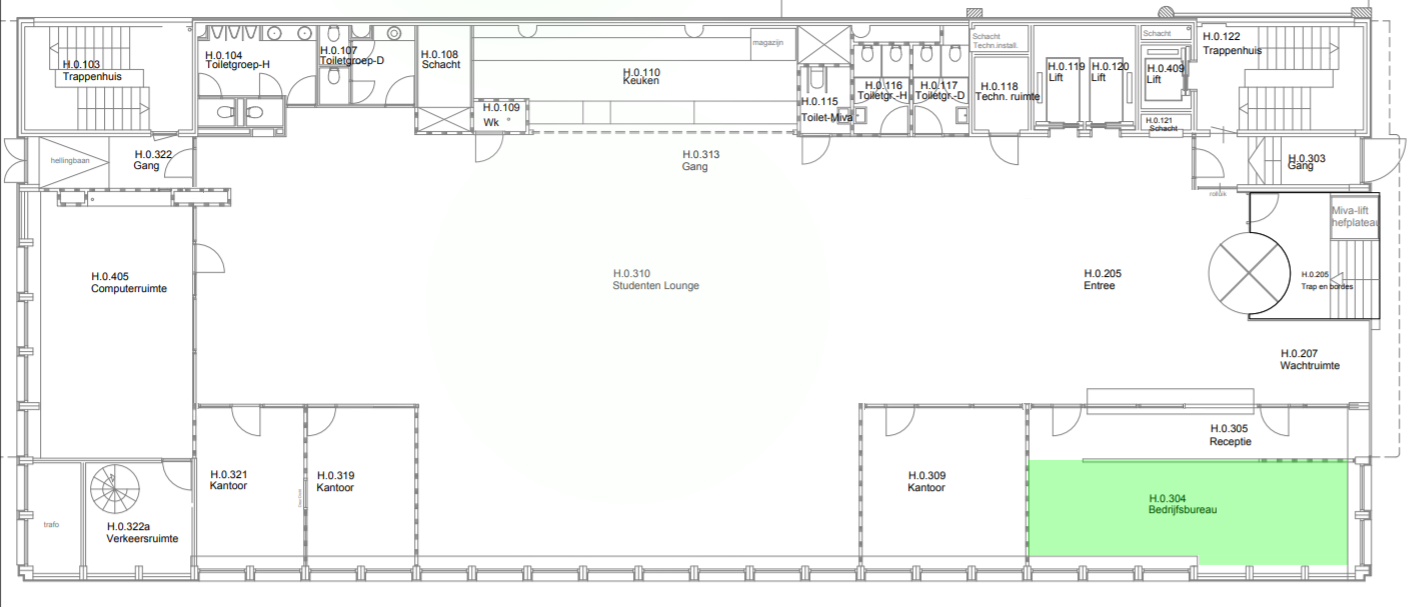 H.0.103
Trappenhuis
H.0.104
Toiletgroep-H
H.0.107
Toiletgroep-D
H.0.108
Schacht
H.0.109
Wk
H.0.110
Keuken
magazijn
H.0.115
Toilet-Miva
H.0.116
Toiletgr.-H
H.0.117
Toiletgr.-D
Schacht
Techn.install.
H.0.118
Techn. ruimte
H.0.119
Lift
H.0.120
Lift
Schacht
H.0.409
Lift
H.0.121
Schacht
H.0.122
Trappenhuis
hellingbaan
H.0.322
Gang
H.0.313
Gang
H.0.303
Gang
Miva-lift
hefplateau
H.0.405
Computerruimte
H.0.310
Studenten Lounge
H.0.205
Entree
H.0.205
Trap en bordes
H.0.207
Wachtruimte
H.0.305
Receptie
H.0.321
Kantoor
H.0.319
Kantoor
H.0.309
Kantoor
H.0.304
Bedrijfsbureau
trafo
H.0.322a
Verkeersruimte